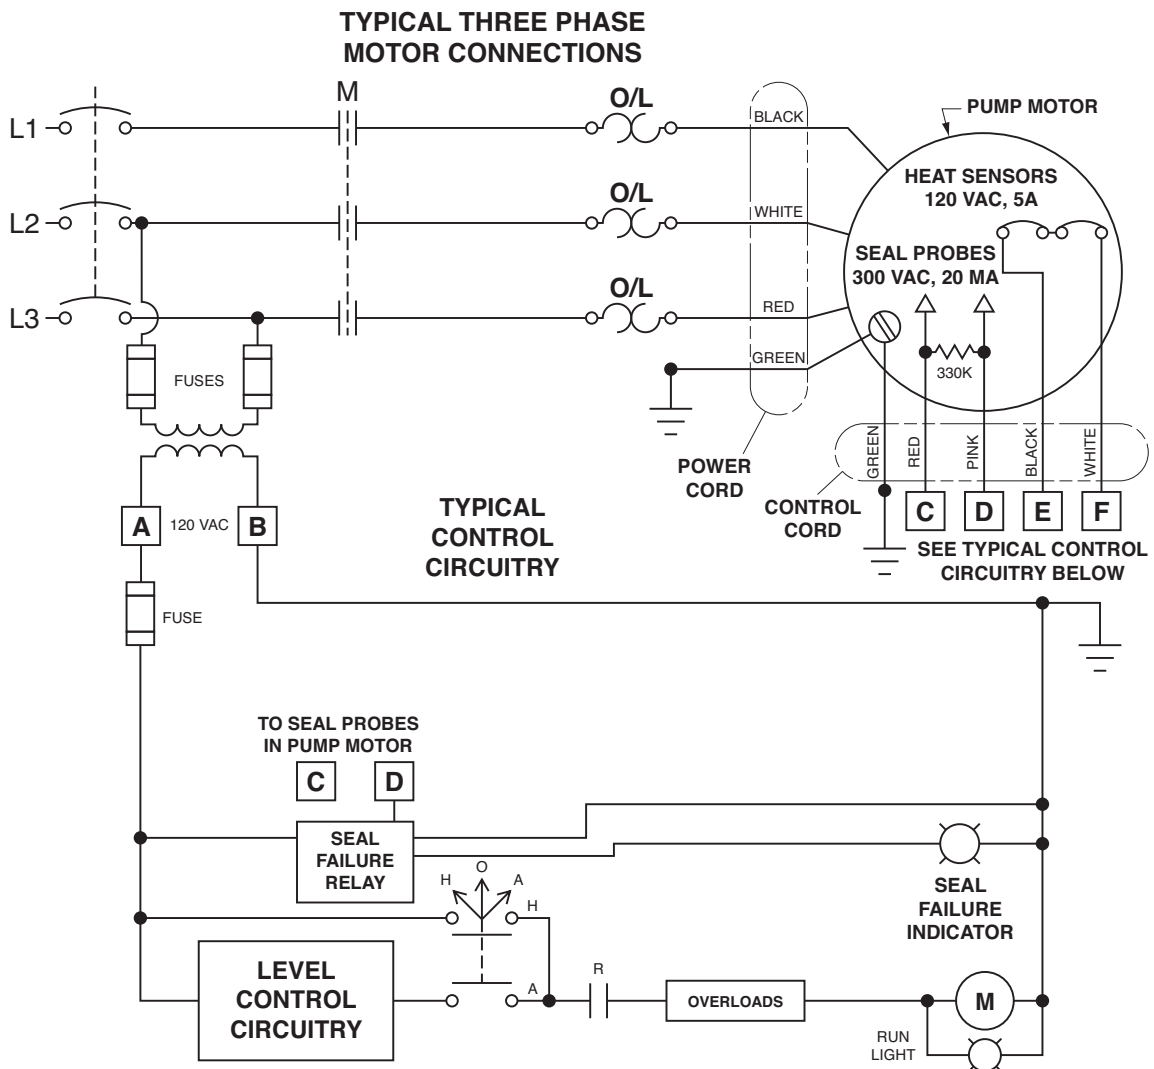 TYPICAL THREE PHASE
MOTOR CONNECTIONS
M
L1
O/L
BLACK
PUMP MOTOR
HEAT SENSORS
120 VAC, 5A
L2
O/L
WHITE
SEAL PROBES
300 VAC, 20 MA
L3
O/L
RED
GREEN
330K
FUSES
POWER
CORD
GREEN
RED
PINK
BLACK
WHITE
CONTROL
CORD
C D E F
SEE TYPICAL CONTROL
CIRCUITRY BELOW
A 120 VAC B
TYPICAL
CONTROL
CIRCUITRY
FUSE
TO SEAL PROBES
IN PUMP MOTOR
C D
SEAL
FAILURE
RELAY
H O A
H
SEAL
FAILURE
INDICATOR
LEVEL
CONTROL
CIRCUITRY
A
R
OVERLOADS
M
RUN
LIGHT